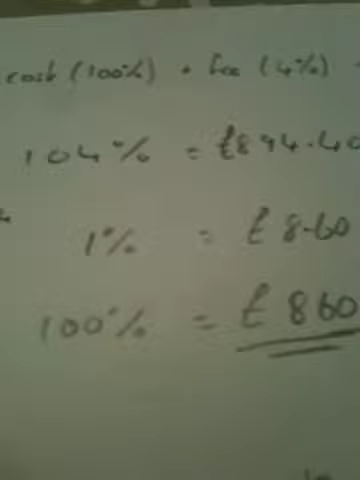 cost (100%) + fee (4%)
104% = £894.40
1% = £8.60
100% = £860